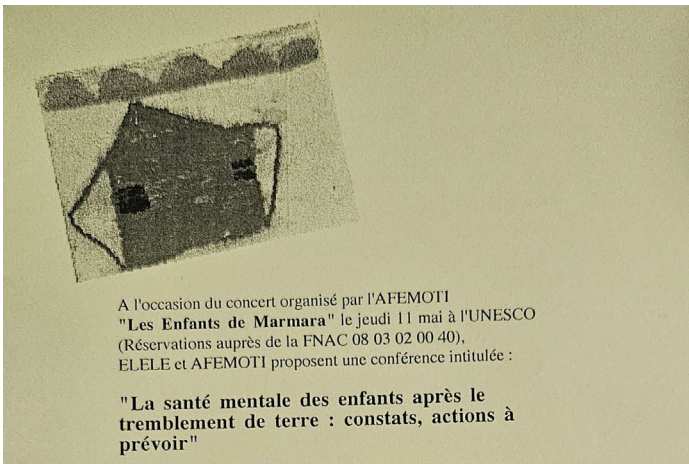 A l'occasion du concert organisé par l'AFEMOTI
"Les Enfants de Marmara" le jeudi 11 mai à l'UNESCO
(Réservations auprès de la FNAC 08 03 02 00 40),
ELELE et AFEMOTI proposent une conférence intitulée :
"La santé mentale des enfants après le
tremblement de terre : constats, actions à
prévoir"